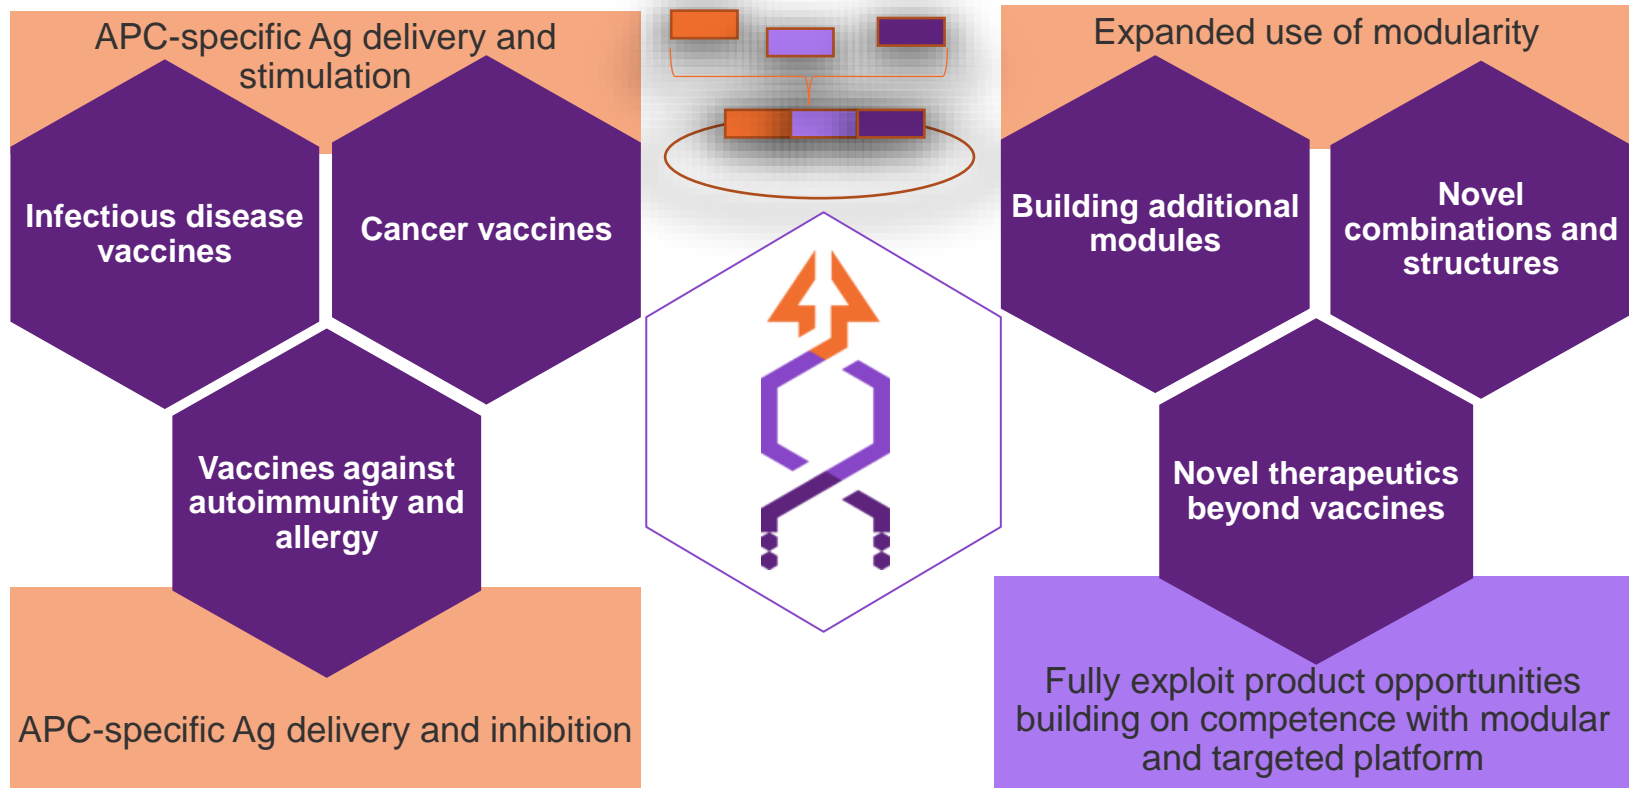 APC-specific Ag delivery and
stimulation
Infectious disease
vaccines
Cancer vaccines
Vaccines against
autoimmunity and
allergy
APC-specific Ag delivery and inhibition
Expanded use of modularity
Building additional
modules
Novel
combinations and
structures
Novel therapeutics
beyond vaccines
Fully exploit product opportunities
building on competence with modular
and targeted platform